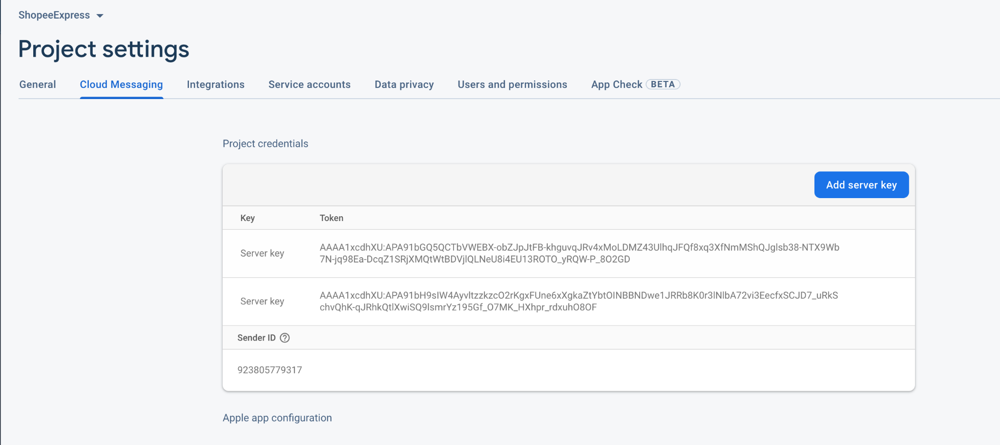 ShopeeExpress
Project settings
General Cloud Messaging Integrations Service accounts Data privacy Users and permissions App Check BETA
Project credentials
Add server key
Key Token
Server key
AAAA1xcdhXU:APA91bGQ5QCTbVWEBX-obZJpJtFB-khguvqJRv4xMoLDMZ43UlhqJFQf8xq3XfNmMShQJglsb38-NTX9Wb
7N-jq98Ea-DcqZ1SRjXMQtWtBDVjlQLNeU8i4EU13ROTO_yRQW-P_8O2GD
Server key
AAAA1xcdhXU:APA91bH9sIW4AyvltzzkzcO2rKgxFUne6xXgkaZtYbtOINBBNDwe1JRRb8K0r3lNlbA72vi3EecfxSCJD7_uRkS
chvQhK-qJRhkQtlXwiSQ9lsmrYz195Gf_O7MK_HXhpr_rdxuhO8OF
Sender ID ?
923805779317
Apple app configuration